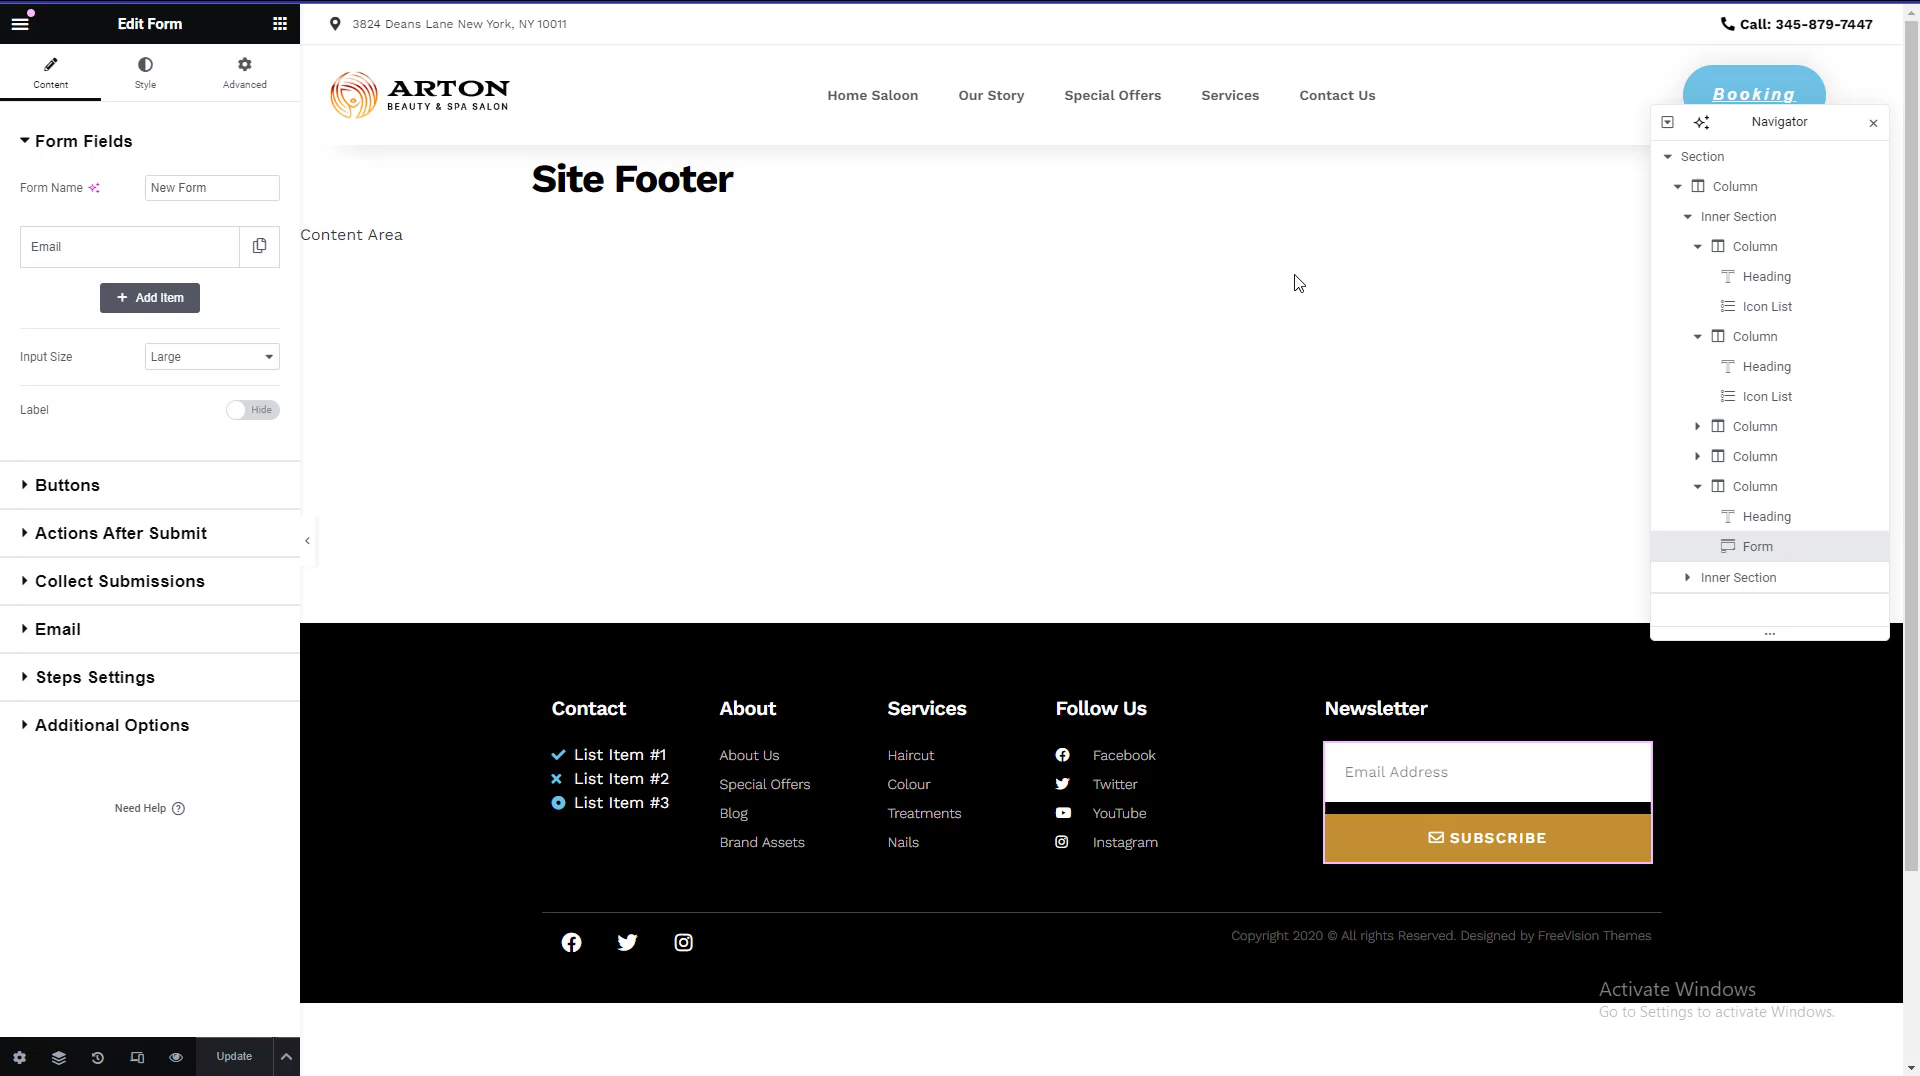 Edit Form
Content
Style
Advanced
Form Fields
Form Name
New Form
Email
+ Add Item
Input Size
Large
Label
Hide
Buttons
Actions After Submit
Collect Submissions
Email
Steps Settings
Additional Options
Need Help
Update
3824 Deans Lane New York, NY 10011
Call: 345-879-7447
ARTON
BEAUTY & SPA SALON
Home Saloon
Our Story
Special Offers
Services
Contact Us
Booking
Site Footer
Content Area
Navigator
Section
Column
Inner Section
Column
Heading
Icon List
Column
Heading
Icon List
Column
Column
Column
Heading
Form
Inner Section
Contact
List Item #1
List Item #2
List Item #3
About
About Us
Special Offers
Blog
Brand Assets
Services
Haircut
Colour
Treatments
Nails
Follow Us
Facebook
Twitter
YouTube
Instagram
Newsletter
Email Address
SUBSCRIBE
Copyright 2020 © All rights Reserved. Designed by FreeVision Themes
Activate Windows
Go to Settings to activate Windows.